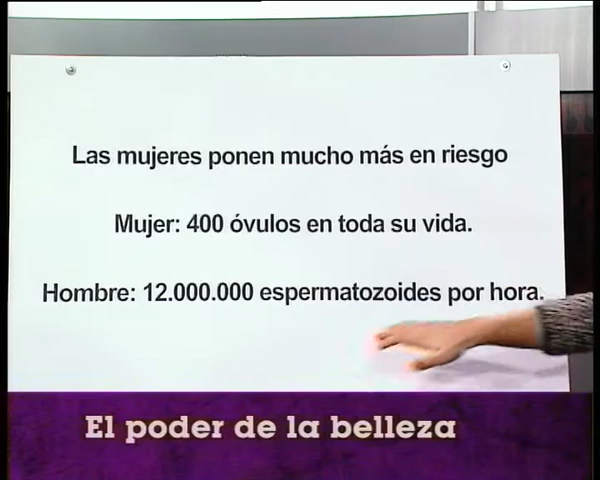 Las mujeres ponen mucho más en riesgo
Mujer: 400 óvulos en toda su vida.
Hombre: 12.000.000 espermatozoides por hora.
El poder de la belleza